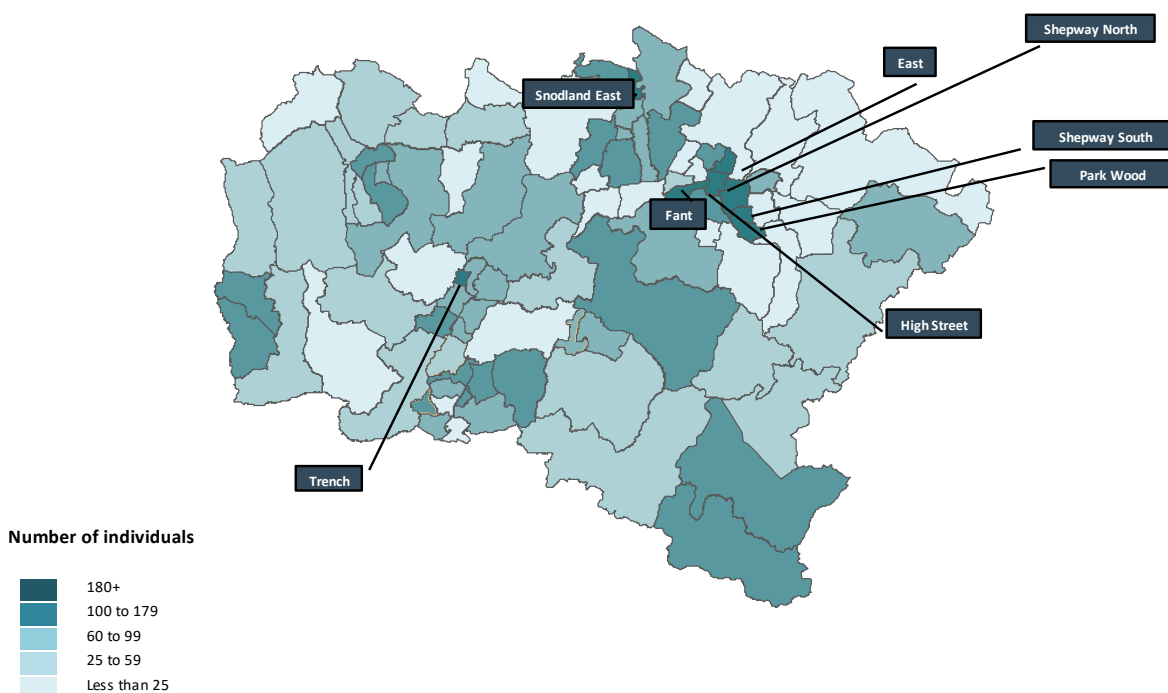 Shepway North
East
Snodland East
Shepway South
Park Wood
Fant
High Street
Trench
Number of individuals
180+
100 to 179
60 to 99
25 to 59
Less than 25